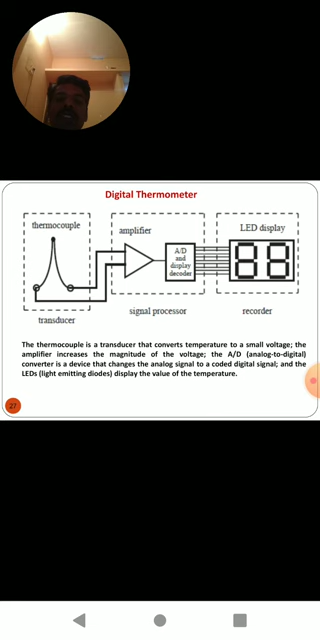 Digital Thermometer
thermocouple
amplifier
LED display
A/D
and
display
decoder
88
transducer
signal processor
recorder
The thermocouple is a transducer that converts temperature to a small voltage; the
amplifier increases the magnitude of the voltage; the A/D (analog-to-digital)
converter is a device that changes the analog signal to a coded digital signal; and the
LEDs (light emitting diodes) display the value of the temperature.
27